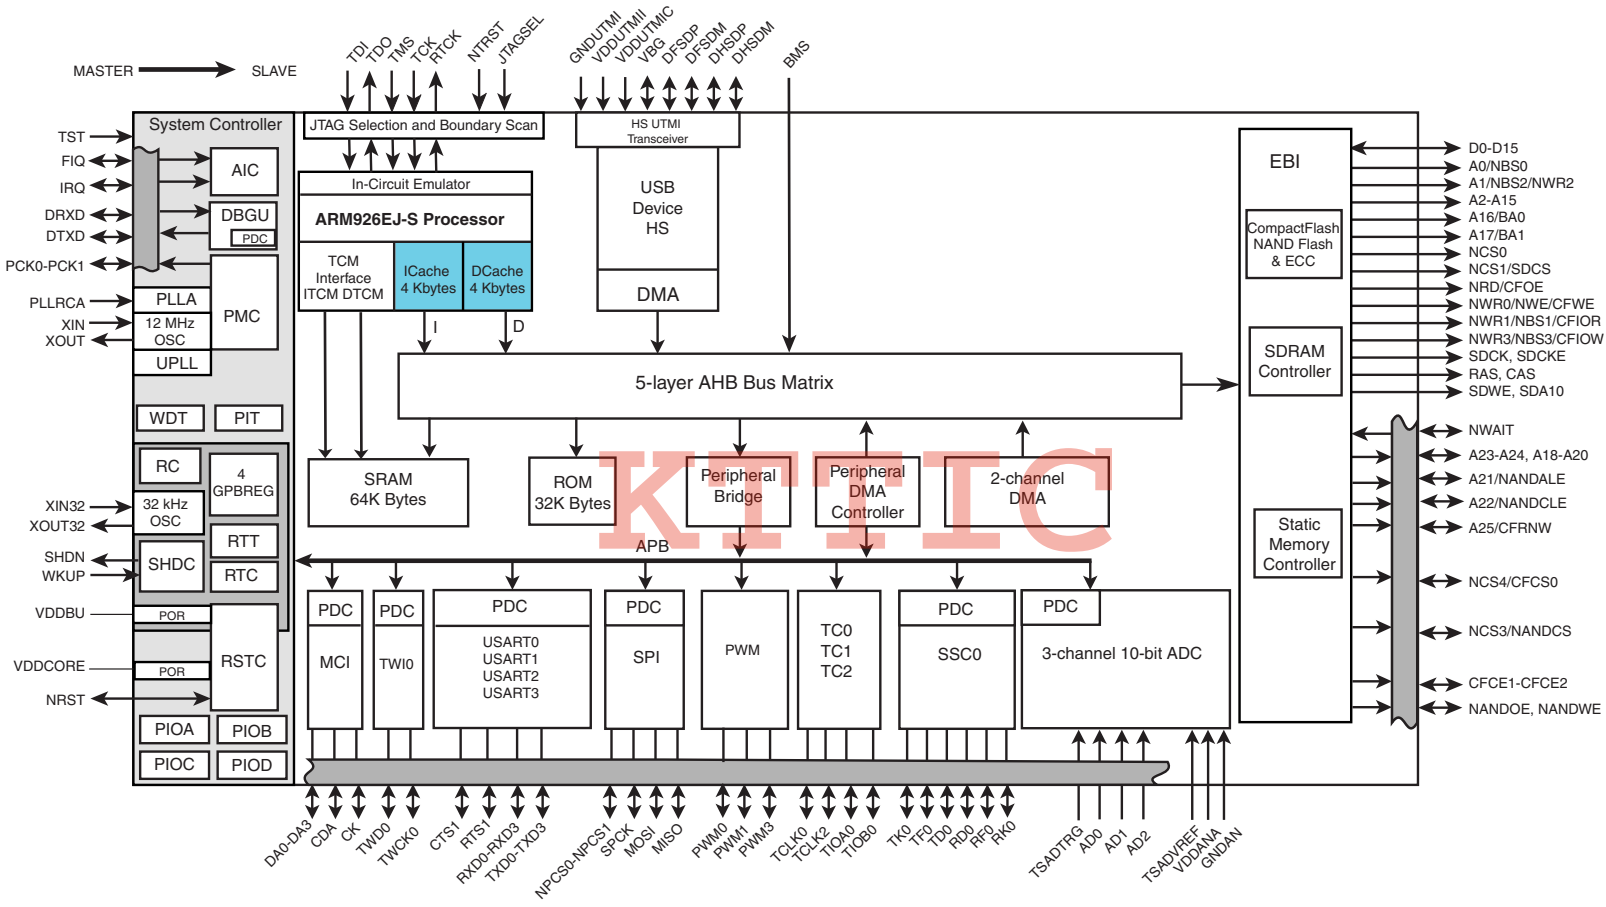 MASTER
SLAVE
TDI
TDO
TMS
TCK
RTCK
NTRST
JTAGSEL
GNDUTMI
VDDUTMII
VDDUTMIC
VBG
DFSDP
DFSDM
DHSDP
DHSDM
BMS
System Controller
TST
FIQ
IRQ
DRXD
DTXD
PCK0-PCK1
PLLRCA
XIN
XOUT
AIC
DBGU
PDC
PMC
PLLA
12 MHz
OSC
UPLL
WDT
PIT
RC
4
GPBREG
32 kHz
OSC
XIN32
XOUT32
SHDN
WKUP
SHDC
RTT
RTC
VDDBU
POR
VDDCORE
POR
RSTC
NRST
PIOA
PIOB
PIOC
PIOD
JTAG Selection and Boundary Scan
In-Circuit Emulator
ARM926EJ-S Processor
TCM
Interface
ITCM DTCM
ICache
4 Kbytes
DCache
4 Kbytes
I
D
HS UTMI
Transceiver
USB
Device
HS
DMA
5-layer AHB Bus Matrix
SRAM
64K Bytes
ROM
32K Bytes
Peripheral
Bridge
Peripheral
DMA
Controller
2-channel
DMA
KTTIC
APB
PDC
MCI
PDC
TWI0
PDC
USART0
USART1
USART2
USART3
PDC
SPI
PWM
TC0
TC1
TC2
PDC
SSC0
PDC
3-channel 10-bit ADC
EBI
CompactFlash
NAND Flash
& ECC
SDRAM
Controller
Static
Memory
Controller
D0-D15
A0/NBS0
A1/NBS2/NWR2
A2-A15
A16/BA0
A17/BA1
NCS0
NCS1/SDCS
NRD/CFOE
NWR0/NWE/CFWE
NWR1/NBS1/CFIOR
NWR3/NBS3/CFIOW
SDCK, SDCKE
RAS, CAS
SDWE, SDA10
NWAIT
A23-A24, A18-A20
A21/NANDALE
A22/NANDCLE
A25/CFRNW
NCS4/CFCS0
NCS3/NANDCS
CFCE1-CFCE2
NANDOE, NANDWE
DA0-DA3
CDA
CK
TWD0
TWCK0
CTS1
RTS1
RXD0-RXD3
TXD0-TXD3
NPCS0-NPCS1
SPCK
MOSI
MISO
PWM0
PWM1
PWM3
TCLK0
TCLK2
TIOA0
TIOB0
TK0
TF0
TD0
RD0
RF0
RK0
TSADTRG
AD0
AD1
AD2
TSADVREF
VDDANA
GNDAN